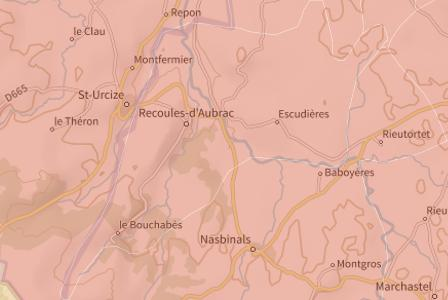 Repon
le Clau
Montfermier
D665
St-Urcize
Recoules-d'Aubrac
Escudières
le Théron
Rieutortet
Baboyères
le Bouchabès
Rieu
Nasbinals
Montgros
Marchastel